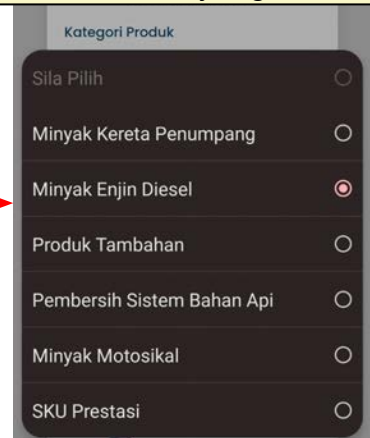 Kategori Produk
Sila Pilih
Minyak Kereta Penumpang
Minyak Enjin Diesel
Produk Tambahan
Pembersih Sistem Bahan Api
Minyak Motosikal
SKU Prestasi